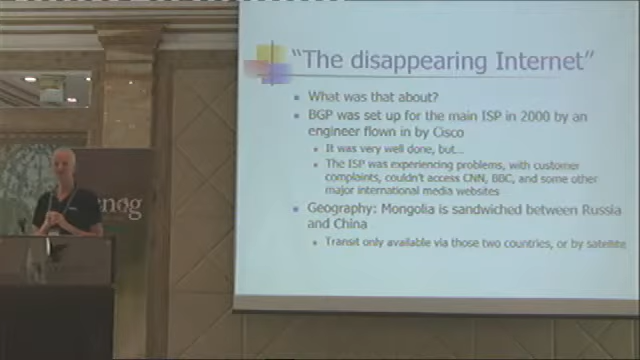 "The disappearing Internet"
What was that about?
BGP was set up for the main ISP in 2000 by an
engineer flown in by Cisco
It was very well done, but...
The ISP was experiencing problems, with customer
complaints, couldn't access CNN, BBC, and some other
major international media websites
Geography: Mongolia is sandwiched between Russia
and China
Transit only available via those two countries, or by satellite
nog